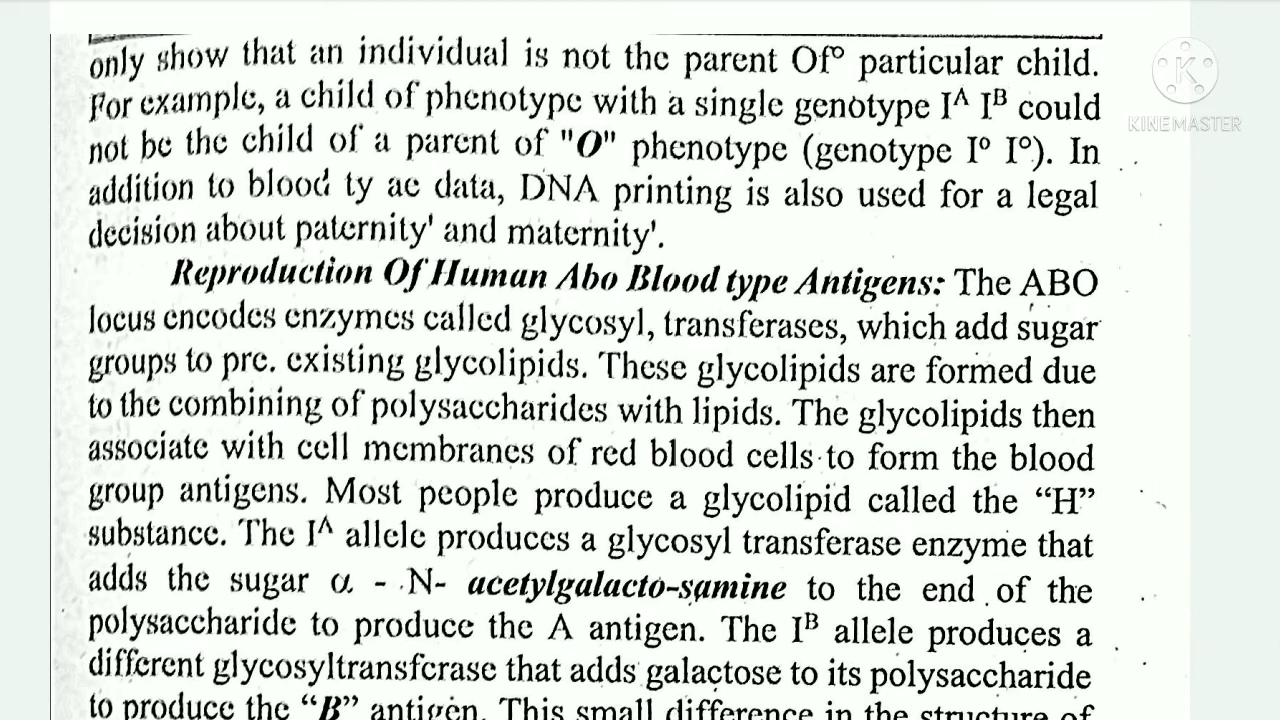 only show that an individual is not the parent Of° particular child.
For example, a child of phenotype with a single genotype Iᴬ Iᴮ could
not be the child of a parent of "O" phenotype (genotype I° I°). In
addition to blood ty ae data, DNA printing is also used for a legal
decision about paternity' and maternity'.
Reproduction Of Human Abo Blood type Antigens: The ABO
locus encodes enzymes called glycosyl, transferases, which add sugar
groups to pre. existing glycolipids. These glycolipids are formed due
to the combining of polysaccharides with lipids. The glycolipids then
associate with cell membranes of red blood cells to form the blood
group antigens. Most people produce a glycolipid called the “H”
substance. The Iᴬ allele produces a glycosyl transferase enzyme that
adds the sugar α - N- acetylgalacto-samine to the end of the
polysaccharide to produce the A antigen. The Iᴮ allele produces a
different glycosyltransferase that adds galactose to its polysaccharide
to produce the “B” antigen. This small difference in the structure of
KINEMASTER